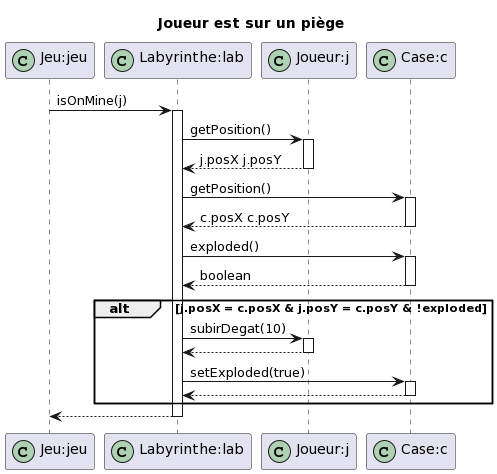 Joueur est sur un piège
C Jeu:jeu C Labyrinthe:lab C Joueur:j C Case:c
isOnMine(j)
getPosition()
j.posX j.posY
getPosition()
c.posX c.posY
exploded()
boolean
alt [j.posX = c.posX & j.posY = c.posY & !exploded]
subirDegat(10)
setExploded(true)
C Jeu:jeu C Labyrinthe:lab C Joueur:j C Case:c